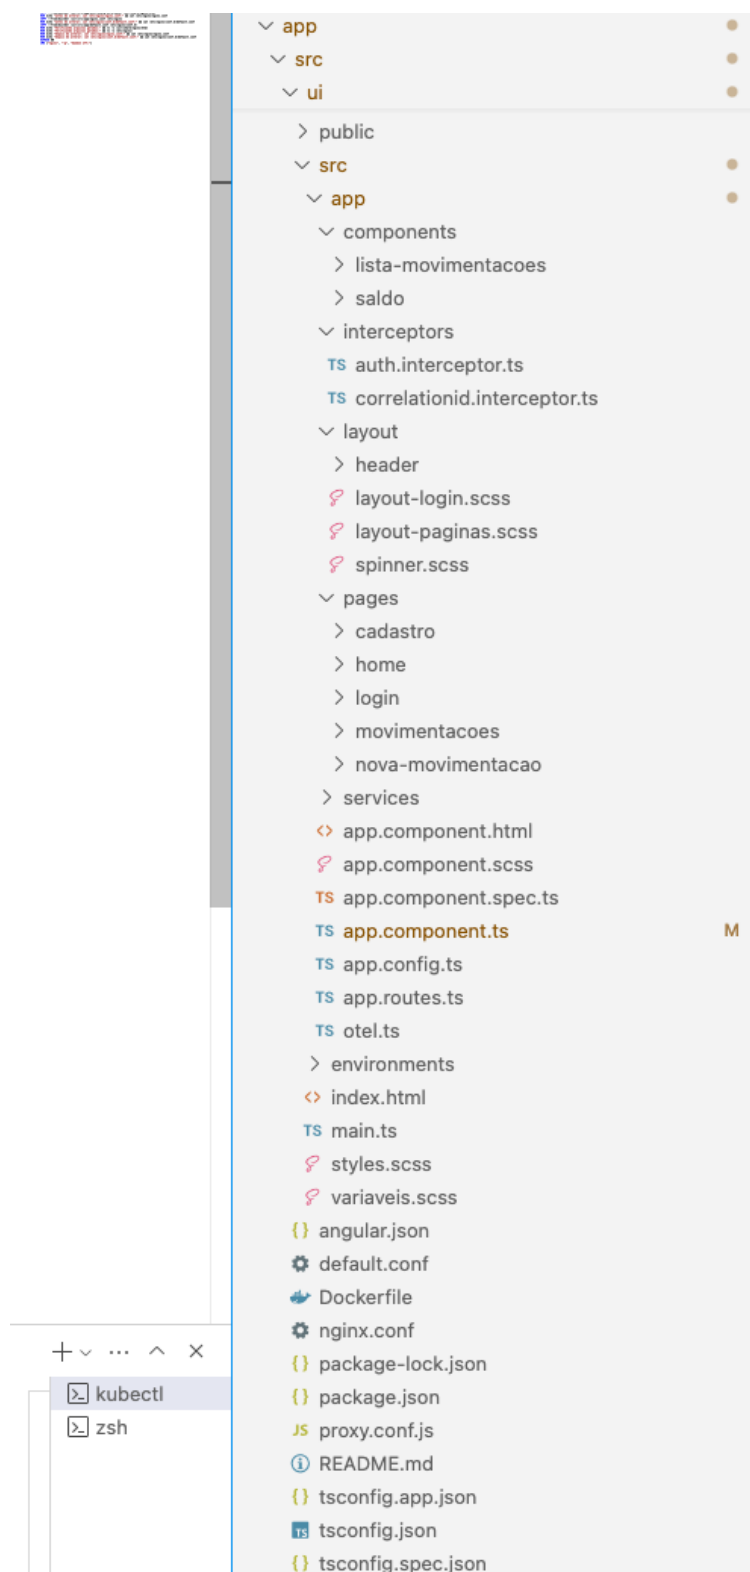 app
src
ui
public
src
app
components
lista-movimentacoes
saldo
interceptors
TS auth.interceptor.ts
TS correlationid.interceptor.ts
layout
header
layout-login.scss
layout-paginas.scss
spinner.scss
pages
cadastro
home
login
movimentacoes
nova-movimentacao
services
<> app.component.html
app.component.scss
TS app.component.spec.ts
TS app.component.ts M
TS app.config.ts
TS app.routes.ts
TS otel.ts
environments
<> index.html
TS main.ts
styles.scss
variaveis.scss
{} angular.json
default.conf
Dockerfile
nginx.conf
{} package-lock.json
{} package.json
JS proxy.conf.js
README.md
{} tsconfig.app.json
TS tsconfig.json
{} tsconfig.spec.json
kubectl
zsh